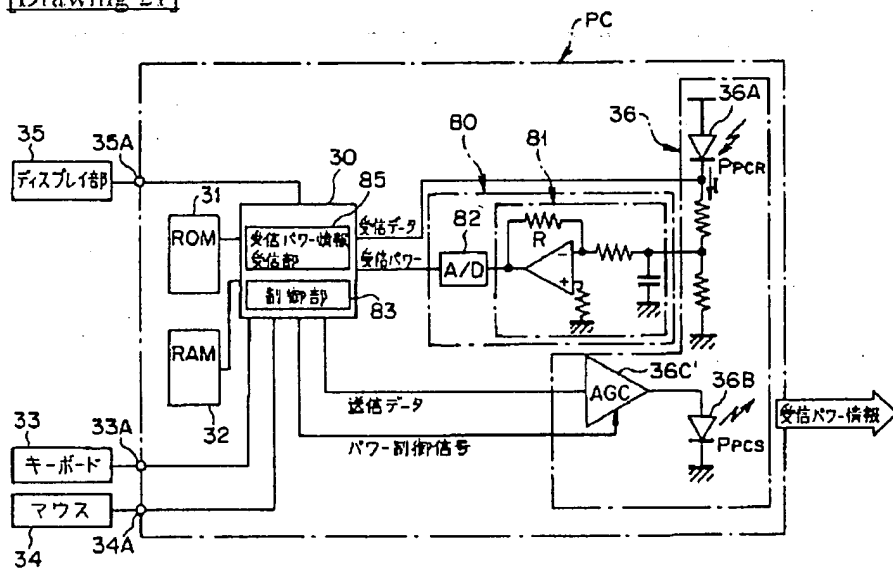 [Drawing 21]
PC
36
36A
PPCR
80
81
35
35A
ディスプレイ部
30
85
31
ROM
受信パワー情報
受信部
受信データ
82
受信パワー
A/D
R
-
+
制御部
83
RAM
32
36C'
AGC
36B
PPCS
送信データ
受信パワー情報
33
33A
キーボード
パワー制御信号
マウス
34
34A